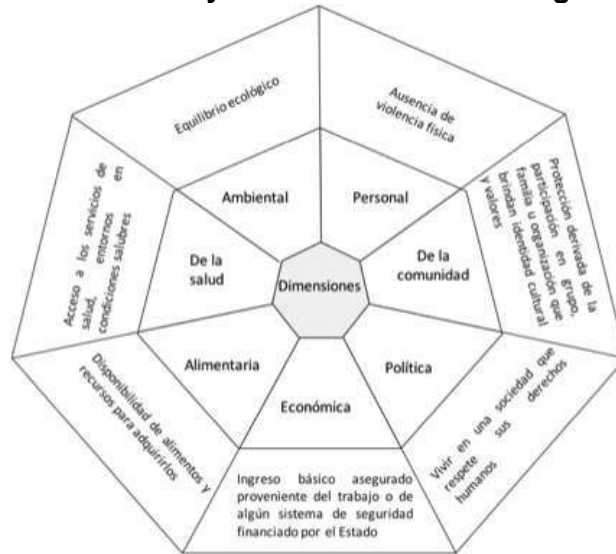 Equilibrio ecológico
Ausencia de
violencia física
Protección derivada de la
participación en grupo,
familia u organización que
brindan identidad cultural
y valores
Vivir en una sociedad que
respete sus derechos
humanos
Ingreso básico asegurado
proveniente del trabajo o de
algún sistema de seguridad
financiado por el Estado
Disponibilidad de alimentos y
recursos para adquirirlos
Acceso a los servicios de
salud, entornos en
condiciones salubres
Ambiental
Personal
De la
comunidad
Política
Económica
Alimentaria
De la
salud
Dimensiones